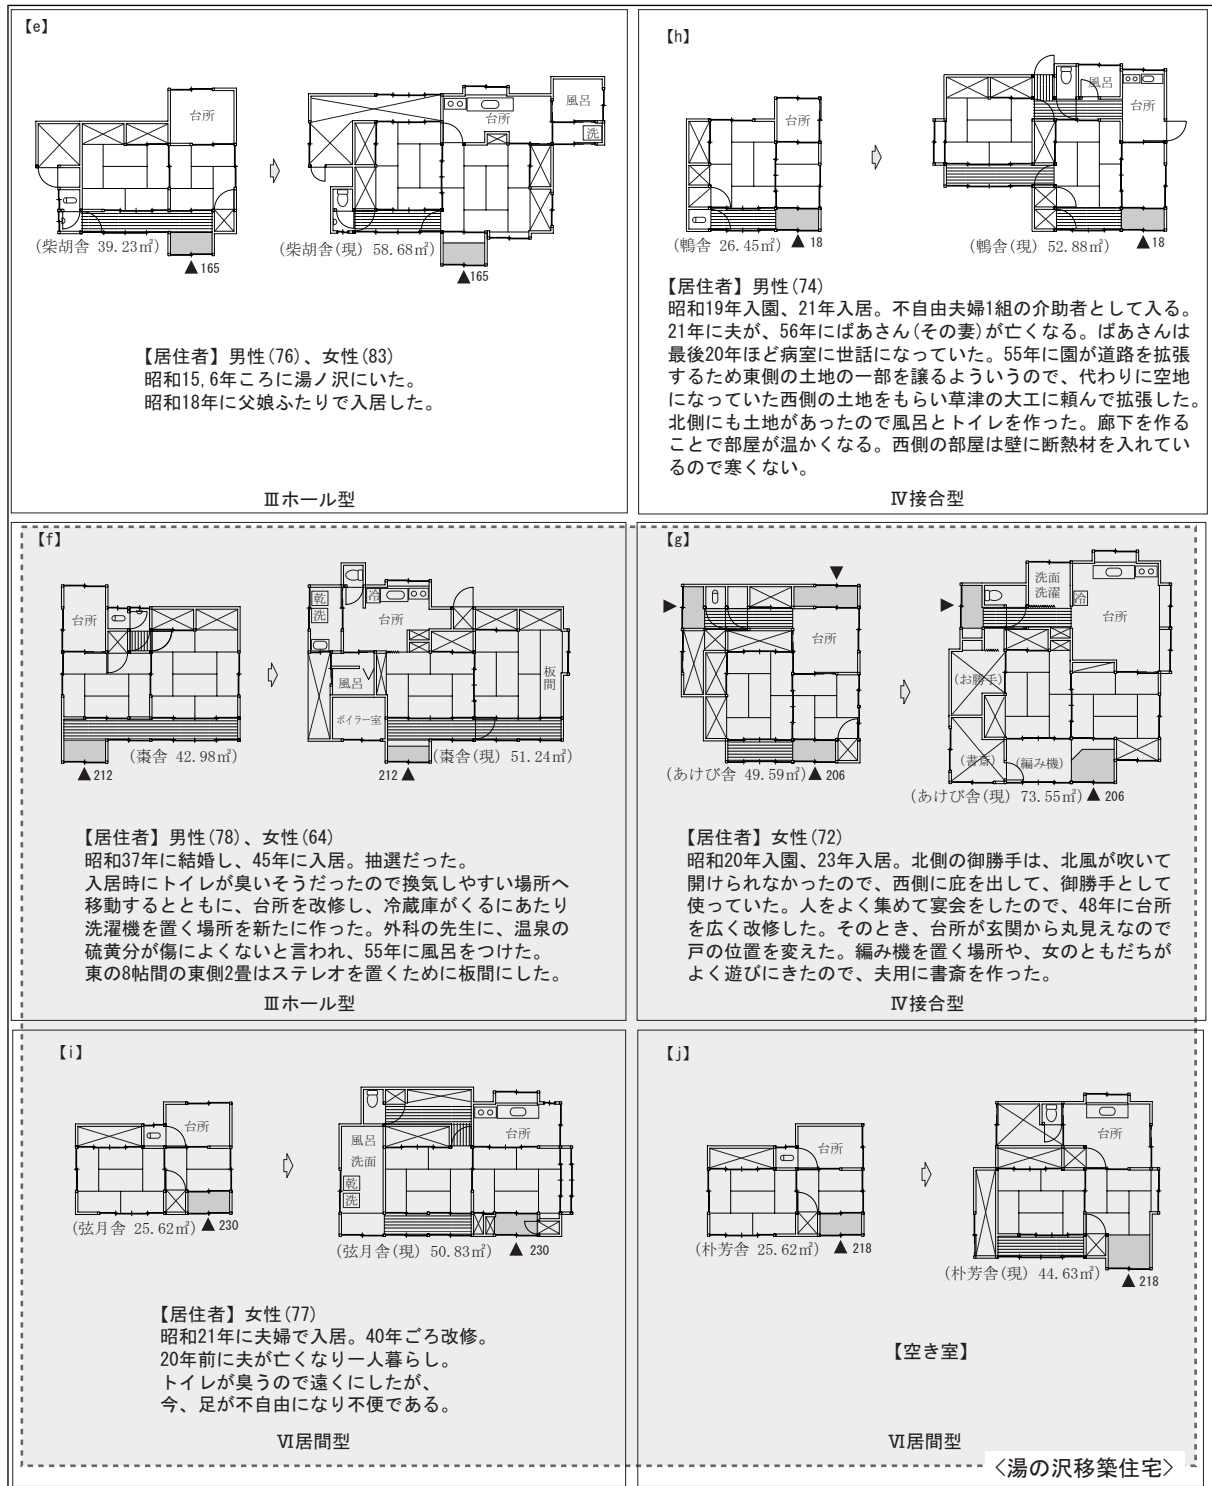 【e】
台所
台所
風呂
洗
(柴胡舎 39.23㎡)
▲165
(柴胡舎(現) 58.68㎡)
▲165
【居住者】男性(76)、女性(83)
昭和15,6年ころに湯ノ沢にいた。
昭和18年に父娘ふたりで入居した。
Ⅲホール型
【h】
台所
風呂
台所
(鴨舎 26.45㎡)
▲18
(鴨舎(現) 52.88㎡)
▲18
【居住者】男性(74)
昭和19年入園、21年入居。不自由夫婦1組の介助者として入る。
21年に夫が、56年にばあさん(その妻)が亡くなる。ばあさんは
最後20年ほど病室に世話になっていた。55年に園が道路を拡張
するため東側の土地の一部を譲るよういうので、代わりに空地
になっていた西側の土地をもらい草津の大工に頼んで拡張した。
北側にも土地があったので風呂とトイレを作った。廊下を作る
ことで部屋が温かくなる。西側の部屋は壁に断熱材を入れてい
るので寒くない。
Ⅳ接合型
【f】
台所
乾
洗
冷
台所
風呂
ボイラー室
板間
(棗舎 42.98㎡)
▲212
212▲
(棗舎(現) 51.24㎡)
【居住者】男性(78)、女性(64)
昭和37年に結婚し、45年に入居。抽選だった。
入居時にトイレが臭いそうだったので換気しやすい場所へ
移動するとともに、台所を改修し、冷蔵庫がくるにあたり
洗濯機を置く場所を新たに作った。外科の先生に、温泉の
硫黄分が傷によくないと言われ、55年に風呂をつけた。
東の8帖間の東側2畳はステレオを置くために板間にした。
Ⅲホール型
【g】
台所
洗面
洗濯
冷
台所
(お勝手)
(書斎)
(編み機)
(あけび舎 49.59㎡)
▲206
(あけび舎(現) 73.55㎡)
▲206
【居住者】女性(72)
昭和20年入園、23年入居。北側の御勝手は、北風が吹いて
開けられなかったので、西側に庇を出して、御勝手として
使っていた。人をよく集めて宴会をしたので、48年に台所
を広く改修した。そのとき、台所が玄関から丸見えなので
戸の位置を変えた。編み機を置く場所や、女のともだちが
よく遊びにきたので、夫用に書斎を作った。
Ⅳ接合型
【i】
台所
風呂
洗面
乾
洗
台所
(弦月舎 25.62㎡)
▲230
(弦月舎(現) 50.83㎡)
▲230
【居住者】女性(77)
昭和21年に夫婦で入居。40年ごろ改修。
20年前に夫が亡くなり一人暮らし。
トイレが臭うので遠くにしたが、
今、足が不自由になり不便である。
Ⅵ居間型
【j】
台所
台所
(朴芳舎 25.62㎡)
▲218
(朴芳舎(現) 44.63㎡)
▲218
【空き室】
Ⅵ居間型
<湯の沢移築住宅>